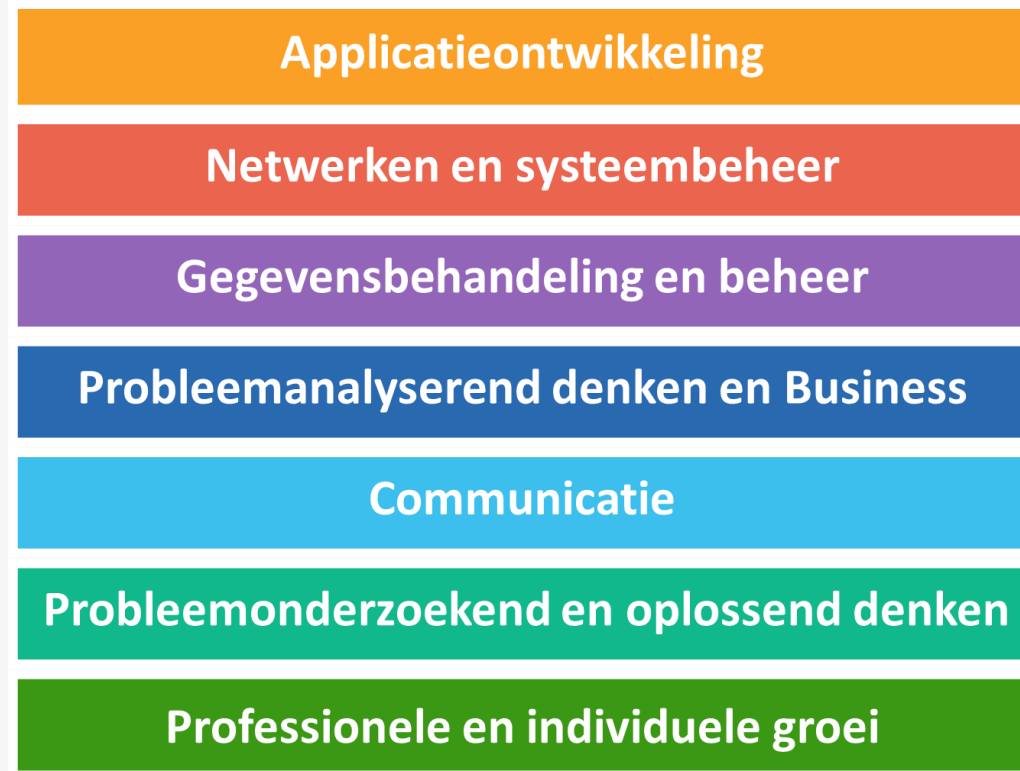 Applicatieontwikkeling
Netwerken en systeembeheer
Gegevensbehandeling en beheer
Probleemanalyserend denken en Business
Communicatie
Probleemonderzoekend en oplossend denken
Professionele en individuele groei